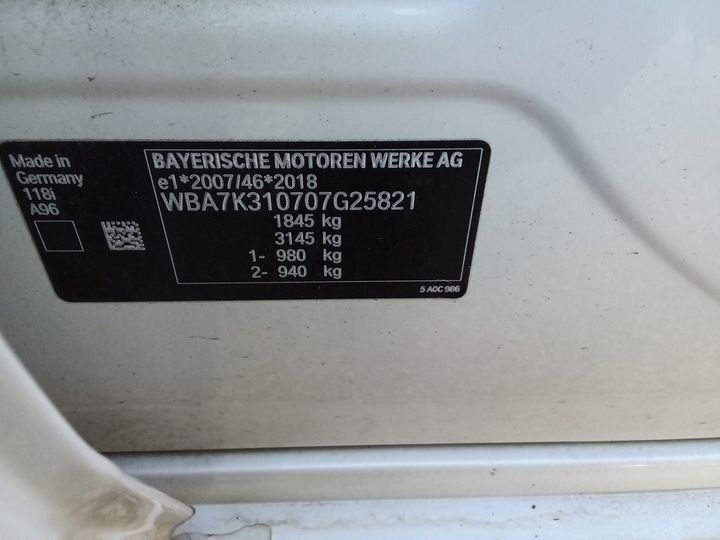 Made in
Germany
118i
A96
BAYERISCHE MOTOREN WERKE AG
e1*2007/46*2018
WBA7K310707G25821
1845 kg
3145 kg
1- 980 kg
2- 940 kg
5 A0C 986